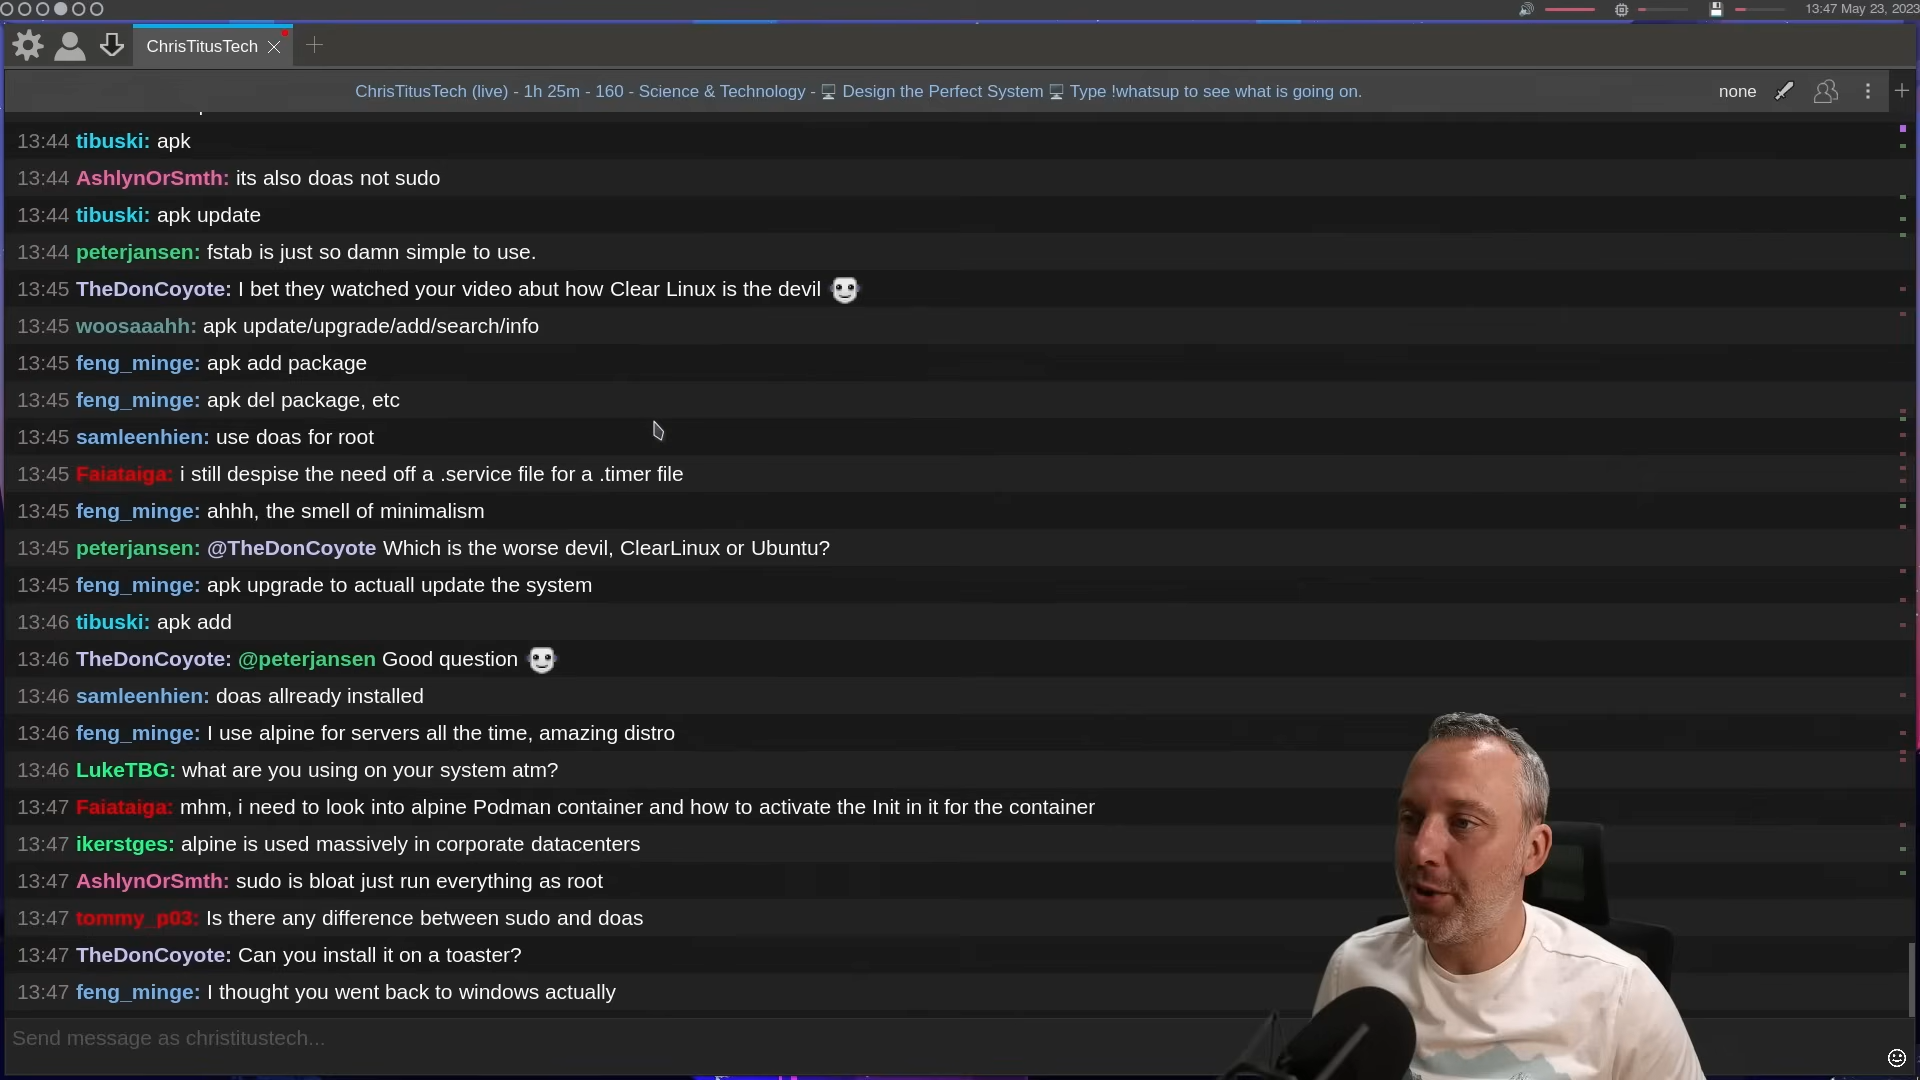 13:47 May 23, 2023
ChrisTitusTech
ChrisTitusTech (live) - 1h 25m - 160 - Science & Technology - 🖥 Design the Perfect System 🖥 Type !whatsup to see what is going on.
none
13:44 tibuski: apk
13:44 AshlynOrSmth: its also doas not sudo
13:44 tibuski: apk update
13:44 peterjansen: fstab is just so damn simple to use.
13:45 TheDonCoyote: I bet they watched your video abut how Clear Linux is the devil
13:45 woosaaahh: apk update/upgrade/add/search/info
13:45 feng_minge: apk add package
13:45 feng_minge: apk del package, etc
13:45 samleenhien: use doas for root
13:45 Faiataiga: i still despise the need off a .service file for a .timer file
13:45 feng_minge: ahhh, the smell of minimalism
13:45 peterjansen: @TheDonCoyote Which is the worse devil, ClearLinux or Ubuntu?
13:45 feng_minge: apk upgrade to actuall update the system
13:46 tibuski: apk add
13:46 TheDonCoyote: @peterjansen Good question
13:46 samleenhien: doas allready installed
13:46 feng_minge: I use alpine for servers all the time, amazing distro
13:46 LukeTBG: what are you using on your system atm?
13:47 Faiataiga: mhm, i need to look into alpine Podman container and how to activate the Init in it for the container
13:47 ikerstges: alpine is used massively in corporate datacenters
13:47 AshlynOrSmth: sudo is bloat just run everything as root
13:47 tommy_p03: Is there any difference between sudo and doas
13:47 TheDonCoyote: Can you install it on a toaster?
13:47 feng_minge: I thought you went back to windows actually
Send message as christitustech...